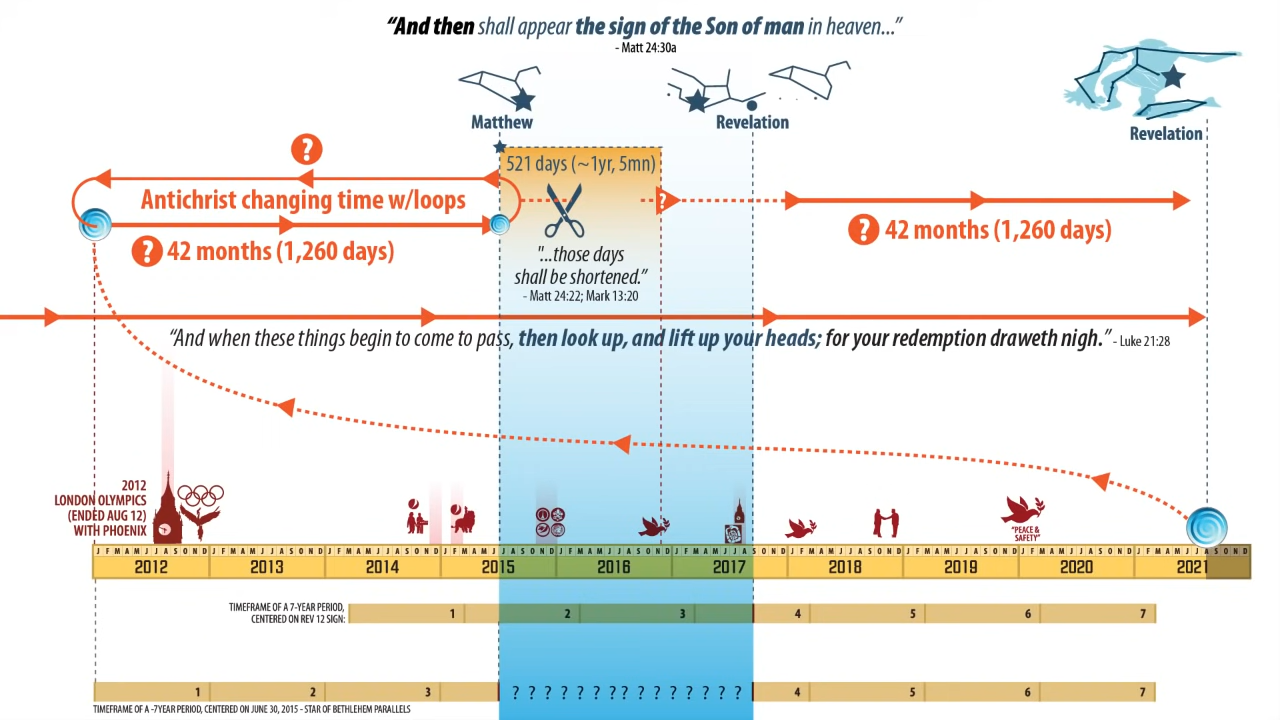 “And then shall appear the sign of the Son of man in heaven...”
- Matt 24:30a
Matthew
Revelation
Revelation
?
521 days (~1yr, 5mn)
Antichrist changing time w/loops
?
? 42 months (1,260 days)
? 42 months (1,260 days)
"...those days
shall be shortened."
- Matt 24:22; Mark 13:20
“And when these things begin to come to pass, then look up, and lift up your heads; for your redemption draweth nigh.” - Luke 21:28
2012
LONDON OLYMPICS
(ENDED AUG 12)
WITH PHOENIX
"PEACE &
SAFETY"
J F M A M J J A S O N D J F M A M J J A S O N D J F M A M J J A S O N D J F M A M J J A S O N D J F M A M J J A S O N D J F M A M J J A S O N D J F M A M J J A S O N D J F M A M J J A S O N D J F M A M J J A S O N D J F M A M J J A S O N D
2012 2013 2014 2015 2016 2017 2018 2019 2020 2021
TIMEFRAME OF A 7-YEAR PERIOD,
CENTERED ON REV 12 SIGN:
1 2 3 4 5 6 7
1 2 3 ? ? ? ? ? ? ? ? ? ? ? ? ? ? ? 4 5 6 7
TIMEFRAME OF A ~7YEAR PERIOD, CENTERED ON JUNE 30, 2015 - STAR OF BETHLEHEM PARALLELS